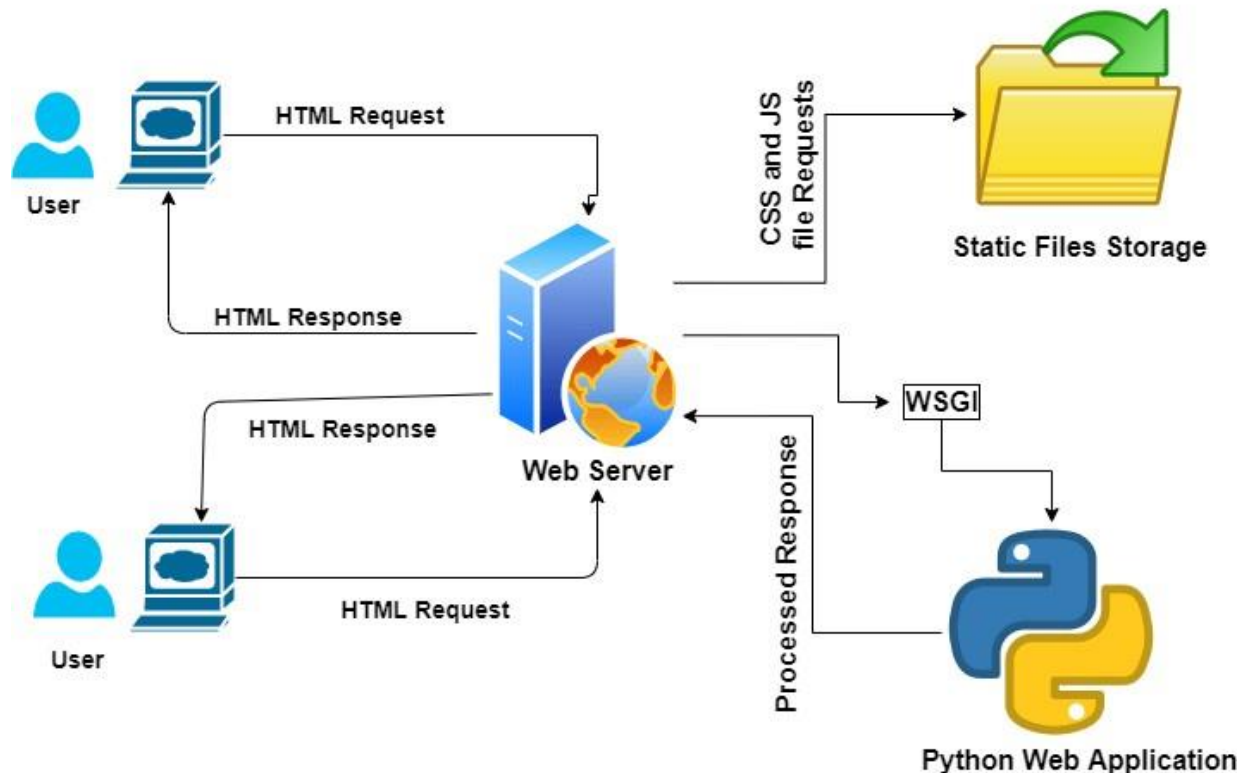 HTML Request
User
HTML Response
HTML Response
User
HTML Request
Web Server
CSS and JS
file Requests
Static Files Storage
WSGI
Processed Response
Python Web Application